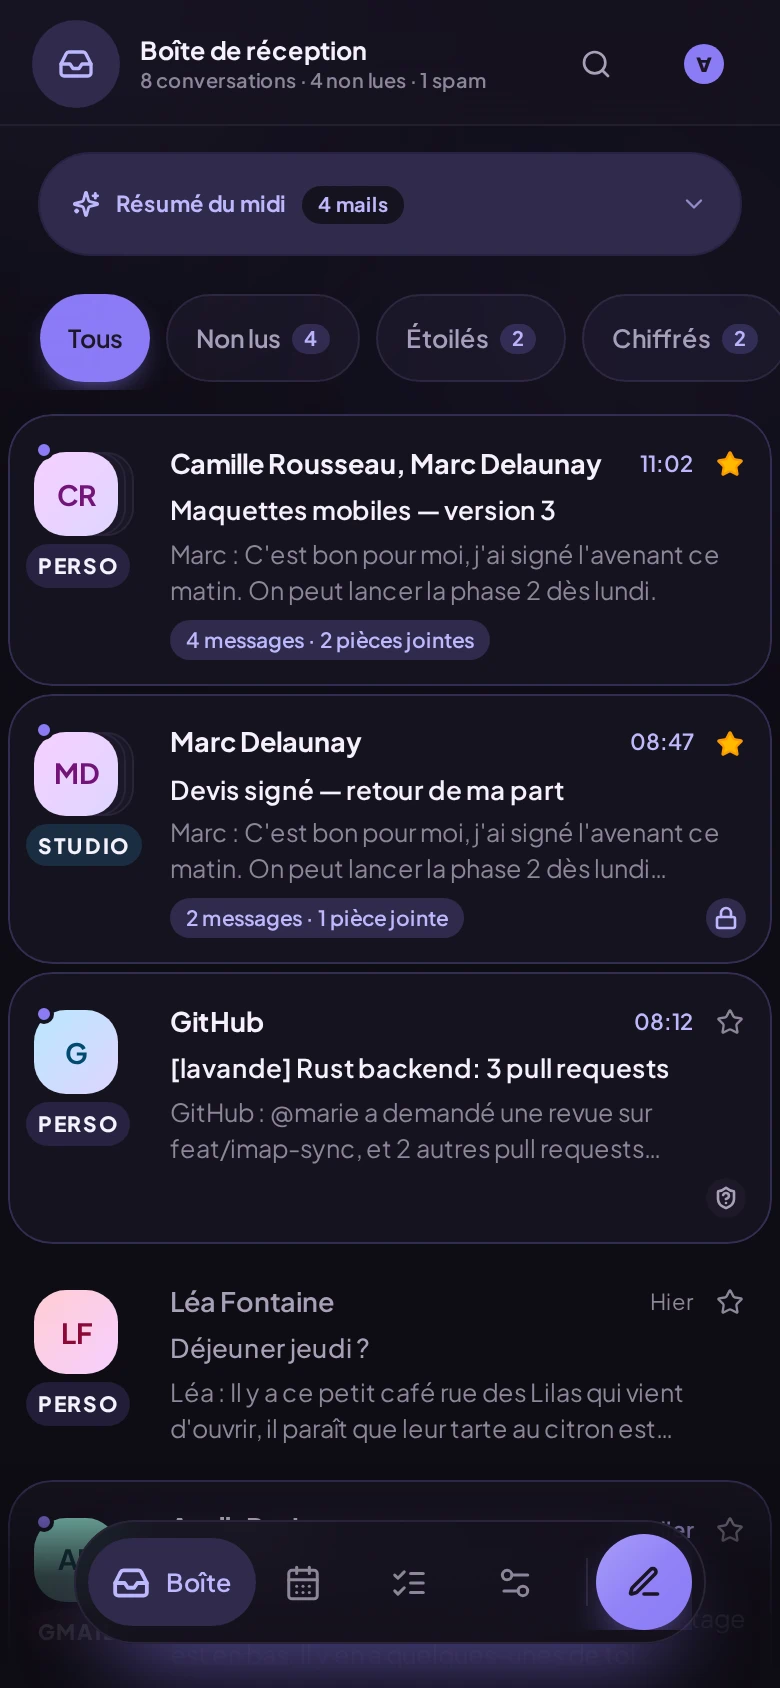 Boîte de réception
8 conversations · 4 non lues · 1 spam
∀
Résumé du midi 4 mails
Tous Non lus 4 Étoilés 2 Chiffrés 2
CR
PERSO
Camille Rousseau, Marc Delaunay 11:02
Maquettes mobiles — version 3
Marc : C'est bon pour moi, j'ai signé l'avenant ce
matin. On peut lancer la phase 2 dès lundi.
4 messages · 2 pièces jointes
MD
STUDIO
Marc Delaunay 08:47
Devis signé — retour de ma part
Marc : C'est bon pour moi, j'ai signé l'avenant ce
matin. On peut lancer la phase 2 dès lundi…
2 messages · 1 pièce jointe
G
PERSO
GitHub 08:12
[lavande] Rust backend: 3 pull requests
GitHub : @marie a demandé une revue sur
feat/imap-sync, et 2 autres pull requests…
LF
PERSO
Léa Fontaine Hier
Déjeuner jeudi ?
Léa : Il y a ce petit café rue des Lilas qui vient
d'ouvrir, il paraît que leur tarte au citron est…
Boîte